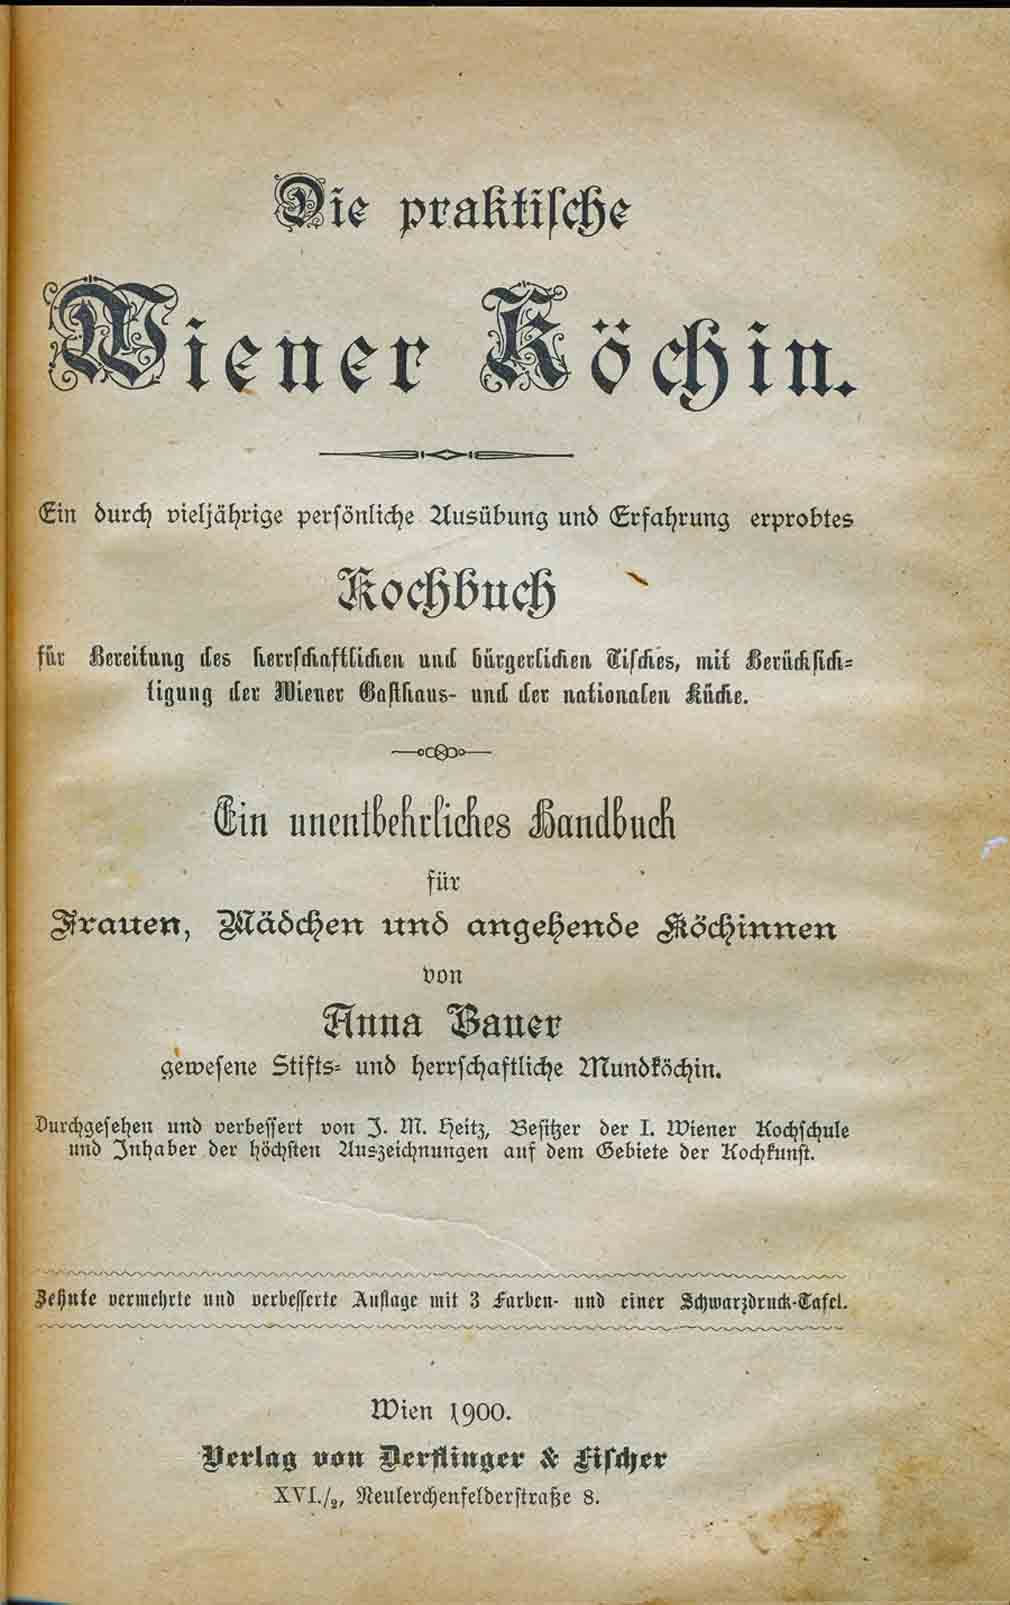 Die praktische
Wiener Köchin.
Ein durch vieljährige persönliche Ausübung und Erfahrung erprobtes
Kochbuch
für Bereitung des herrschaftlichen und bürgerlichen Tisches, mit Berücksich-
tigung der Wiener Gasthaus- und der nationalen Küche.
Ein unentbehrliches Handbuch
für
Frauen, Mädchen und angehende Köchinnen
von
Anna Bauer
gewesene Stifts- und herrschaftliche Mundköchin.
Durchgesehen und verbessert von J. M. Heitz, Besitzer der I. Wiener Kochschule
und Inhaber der höchsten Auszeichnungen auf dem Gebiete der Kochkunst.
Zehnte vermehrte und verbesserte Auflage mit 3 Farben- und einer Schwarzdruck-Tafel.
Wien 1900.
Verlag von Derflinger & Fischer
XVI./2, Neulerchenfelderstraße 8.